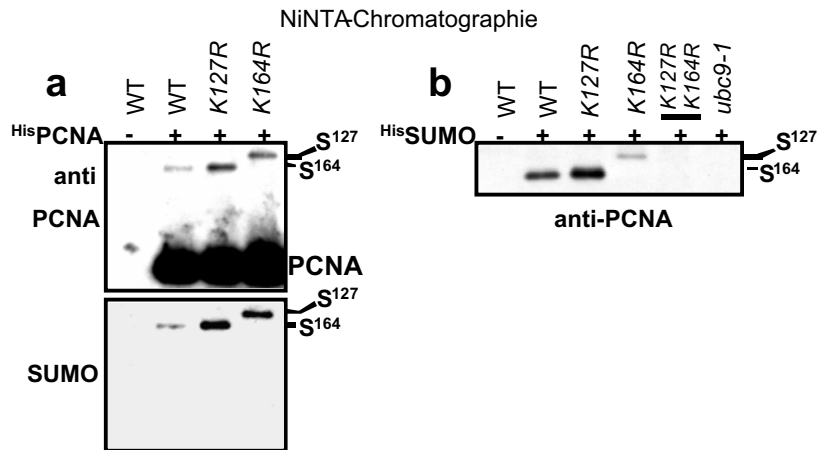 NiNTA-Chromatographie
a
WT WT K127R K164R
HisPCNA - + + +
anti
PCNA
S127
S164
PCNA
SUMO
S127
S164
b
WT WT K127R K164R K127R K164R ubc9-1
HisSUMO - + + + + +
S127
S164
anti-PCNA